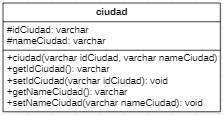 ciudad
#idCiudad: varchar
#nameCiudad: varchar
+ciudad(varchar idCiudad, varchar nameCiudad)
+getIdCiudad(): varchar
+setIdCiudad(varchar idCiudad): void
+getNameCiudad(): varchar
+setNameCiudad(varchar nameCiudad): void